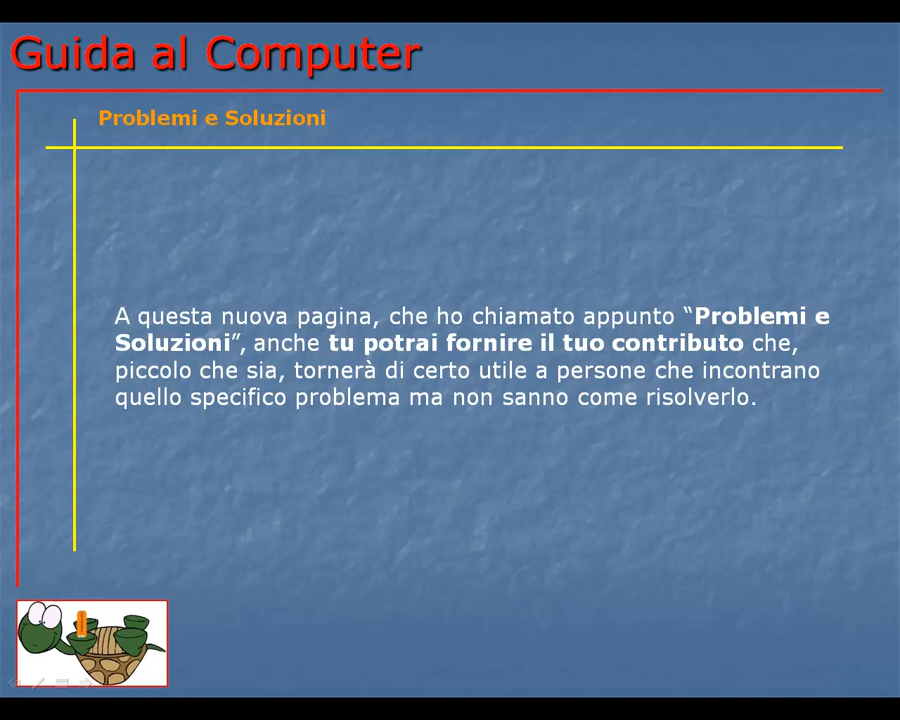 Guida al Computer
Problemi e Soluzioni
A questa nuova pagina, che ho chiamato appunto “Problemi e
Soluzioni”, anche tu potrai fornire il tuo contributo che,
piccolo che sia, tornerà di certo utile a persone che incontrano
quello specifico problema ma non sanno come risolverlo.